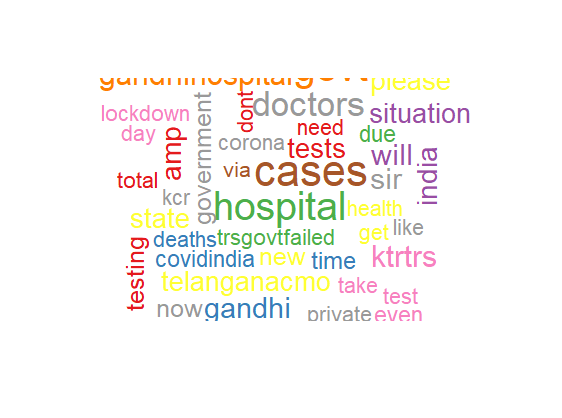 gandhihospital govt please
lockdown dont doctors situation
day amp government need due
corona tests will india
total via cases sir
kcr hospital health
state get like
deaths trsgovtfailed
testing covidindia new time ktrtrs
telanganacmo take test
now gandhi private even